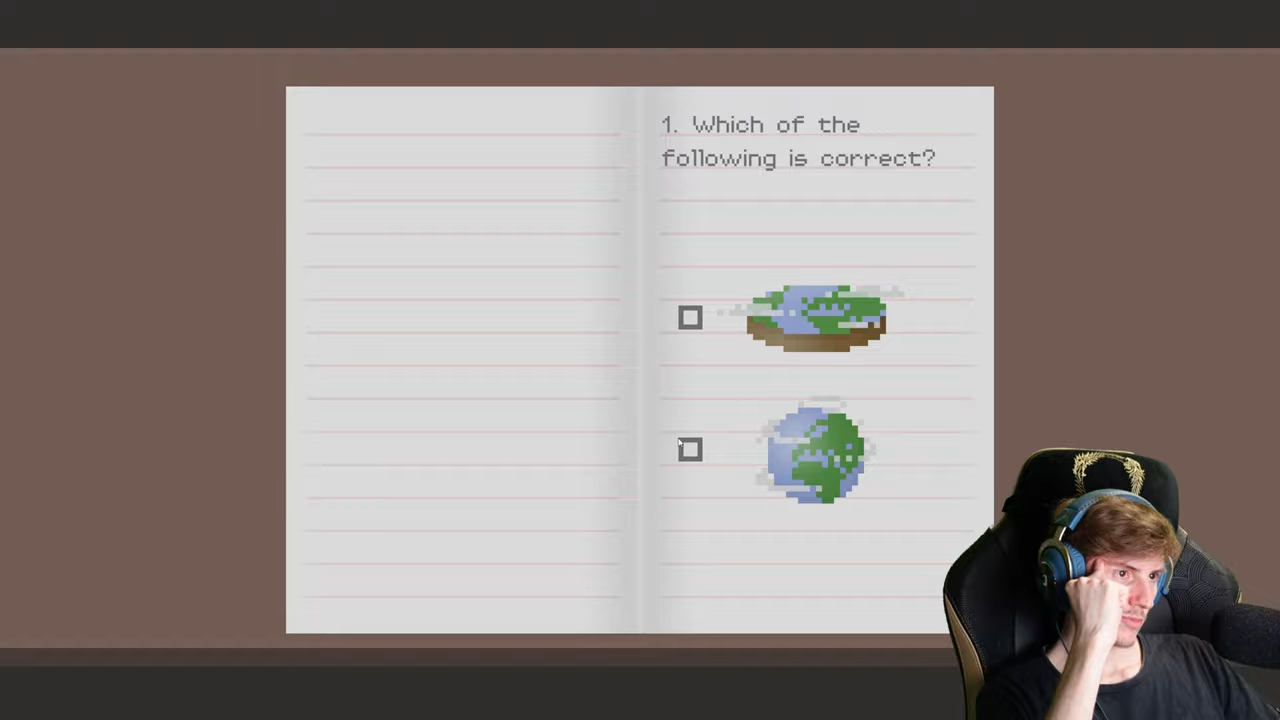 1. Which of the
following is correct?